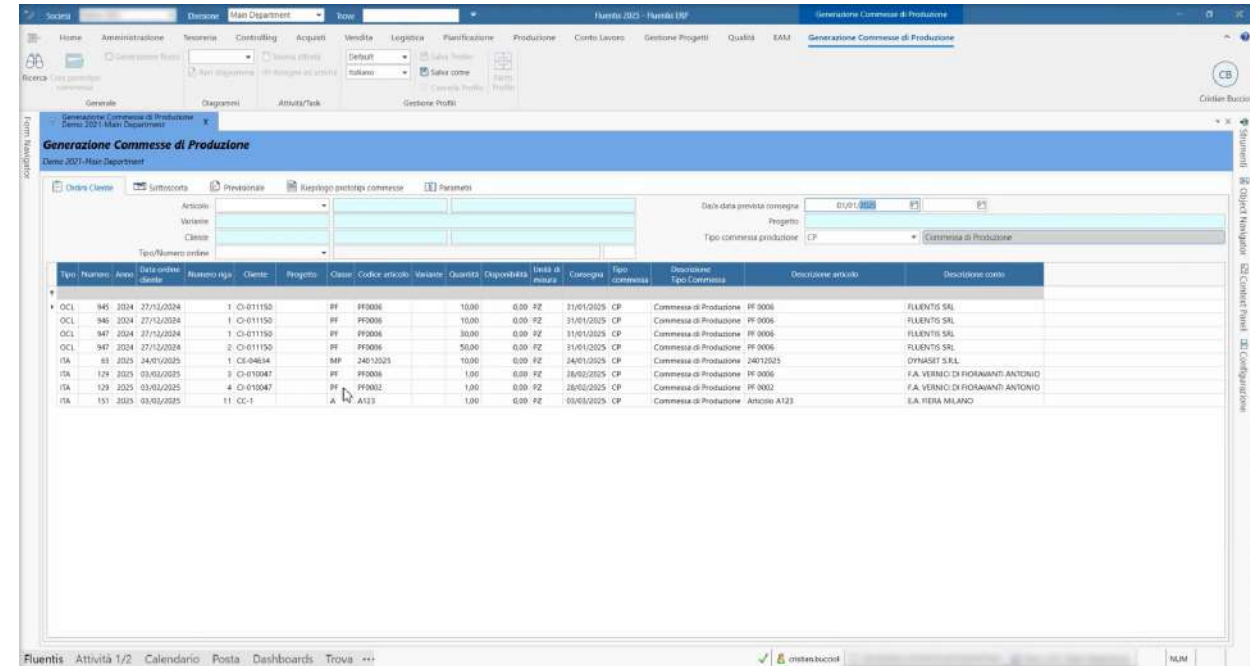 Società Divisione Main Department Trova Fluentis 2025 - Fluentis ERP Generazione Commesse di Produzione
Home Amministrazione Tesoreria Controlling Acquisti Vendita Logistica Pianificazione Produzione Conto Lavoro Gestione Progetti Qualità EAM Generazione Commesse di Produzione
Default
Italiano Salva come
Ricerca
CB
Cristian Buccio
Generale Diagrammi Attività/Task Gestione Profili
Form Navigator
Generazione Commesse di Produzione
Demo 2021-Main Department
X
Generazione Commesse di Produzione
Demo 2021-Main Department
Ordini Cliente Sottoscorta Previsionale Riepilogo prototipi commesse Parametri
Articolo Da/a data prevista consegna 01/01/2025
Variante Progetto
Cliente Tipo commessa produzione CP Commessa di Produzione
Tipo/Numero ordine
Tipo Numero Anno Data ordine cliente Numero riga Cliente Progetto Classe Codice articolo Variante Quantità Disponibilità Unità di misura Consegna Tipo commessa Descrizione Tipo Commessa Descrizione articolo Descrizione conto
OCL 945 2024 27/12/2024 1 CI-011150 PF PF0006 10,00 0,00 PZ 31/01/2025 CP Commessa di Produzione PF 0006 FLUENTIS SRL
OCL 946 2024 27/12/2024 1 CI-011150 PF PF0006 10,00 0,00 PZ 31/01/2025 CP Commessa di Produzione PF 0006 FLUENTIS SRL
OCL 947 2024 27/12/2024 1 CI-011150 PF PF0006 30,00 0,00 PZ 31/01/2025 CP Commessa di Produzione PF 0006 FLUENTIS SRL
OCL 947 2024 27/12/2024 2 CI-011150 PF PF0006 50,00 0,00 PZ 31/01/2025 CP Commessa di Produzione PF 0006 FLUENTIS SRL
ITA 63 2025 24/01/2025 1 CE-04634 MP 24012025 10,00 0,00 PZ 24/01/2025 CP Commessa di Produzione 24012025 DYNASET S.R.L.
ITA 129 2025 03/02/2025 3 CI-010047 PF PF0006 1,00 0,00 PZ 28/02/2025 CP Commessa di Produzione PF 0006 F.A. VERNICI DI FIORAVANTI ANTONIO
ITA 129 2025 03/02/2025 4 CI-010047 PF PF0002 1,00 0,00 PZ 28/02/2025 CP Commessa di Produzione PF 0002 F.A. VERNICI DI FIORAVANTI ANTONIO
ITA 151 2025 03/03/2025 11 CC-1 A A123 1,00 0,00 PZ 03/03/2025 CP Commessa di Produzione Articolo A123 E.A. FIERA MILANO
Strumenti
Object Navigator
Context Panel
Configurazione
Fluentis Attività 1/2 Calendario Posta Dashboards Trova ••• cristian.bucciol NUM